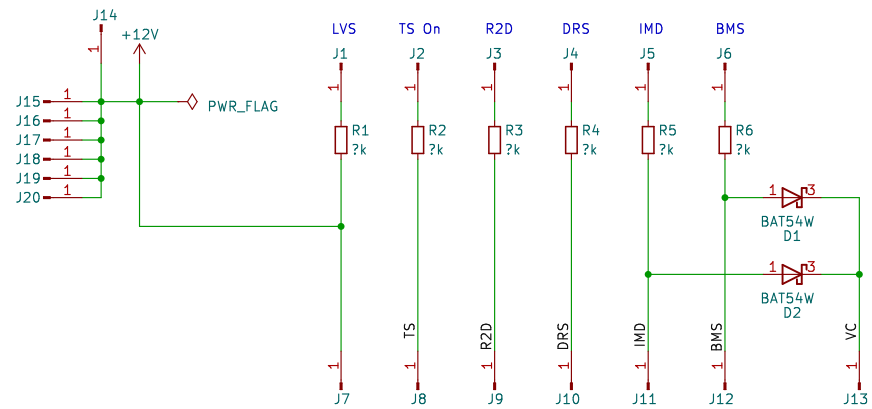 J14
1
+12V
LVS
TS On
R2D
DRS
IMD
BMS
J1
J2
J3
J4
J5
J6
1
1
1
1
1
1
J15
1
PWR_FLAG
J16
1
J17
1
J18
1
J19
1
J20
1
R1
?k
R2
?k
R3
?k
R4
?k
R5
?k
R6
?k
1
3
BAT54W
D1
1
3
BAT54W
D2
TS
R2D
DRS
IMD
BMS
VC
1
1
1
1
1
1
1
J7
J8
J9
J10
J11
J12
J13